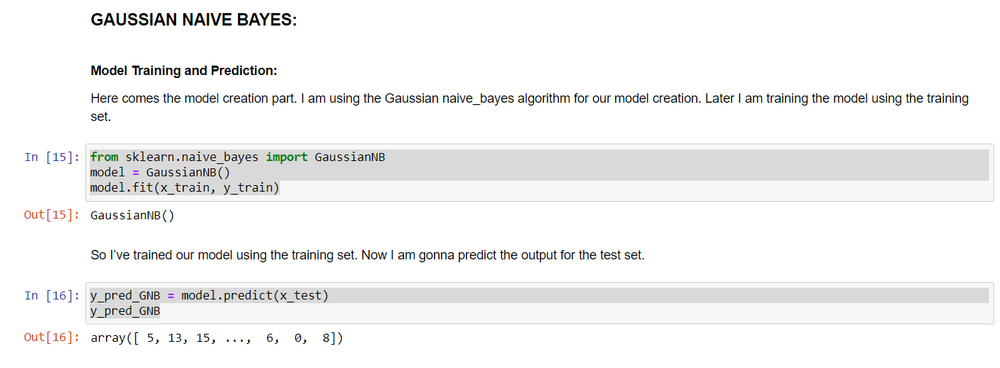 GAUSSIAN NAIVE BAYES:
Model Training and Prediction:
Here comes the model creation part. I am using the Gaussian naive_bayes algorithm for our model creation. Later I am training the model using the training
set.
In [15]: from sklearn.naive_bayes import GaussianNB
model = GaussianNB()
model.fit(x_train, y_train)
Out[15]: GaussianNB()
So I’ve trained our model using the training set. Now I am gonna predict the output for the test set.
In [16]: y_pred_GNB = model.predict(x_test)
y_pred_GNB
Out[16]: array([ 5, 13, 15, ...,  6,  0,  8])